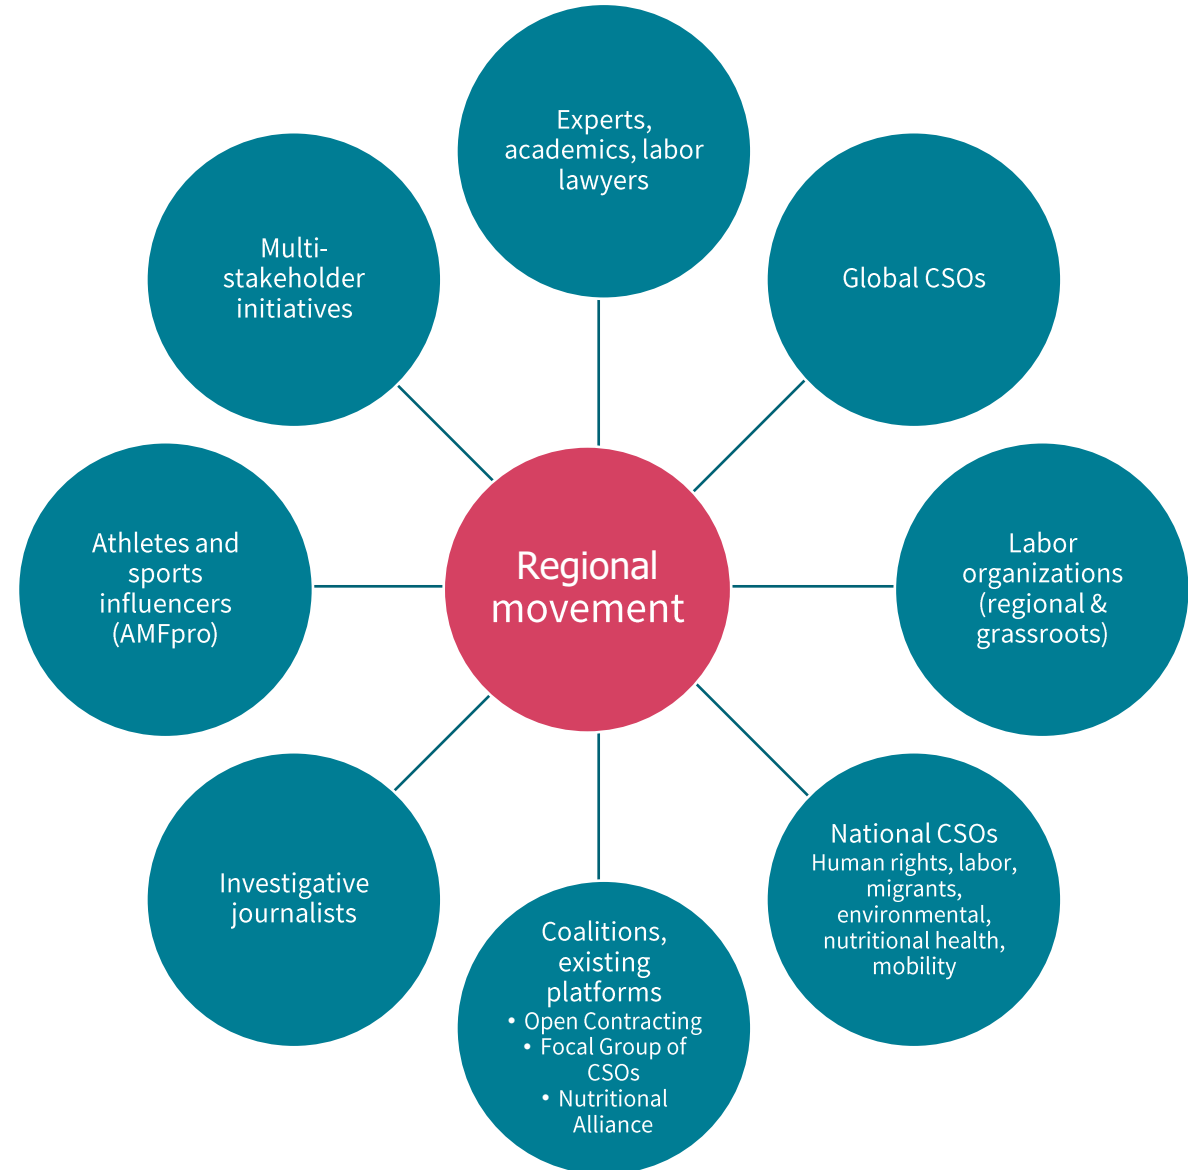 Experts,
academics, labor
lawyers
Multi-
stakeholder
initiatives
Global CSOs
Athletes and
sports
influencers
(AMFpro)
Regional
movement
Labor
organizations
(regional &
grassroots)
Investigative
journalists
National CSOs
Human rights, labor,
migrants,
environmental,
nutritional health,
mobility
Coalitions,
existing
platforms
• Open Contracting
• Focal Group of
CSOs
• Nutritional
Alliance